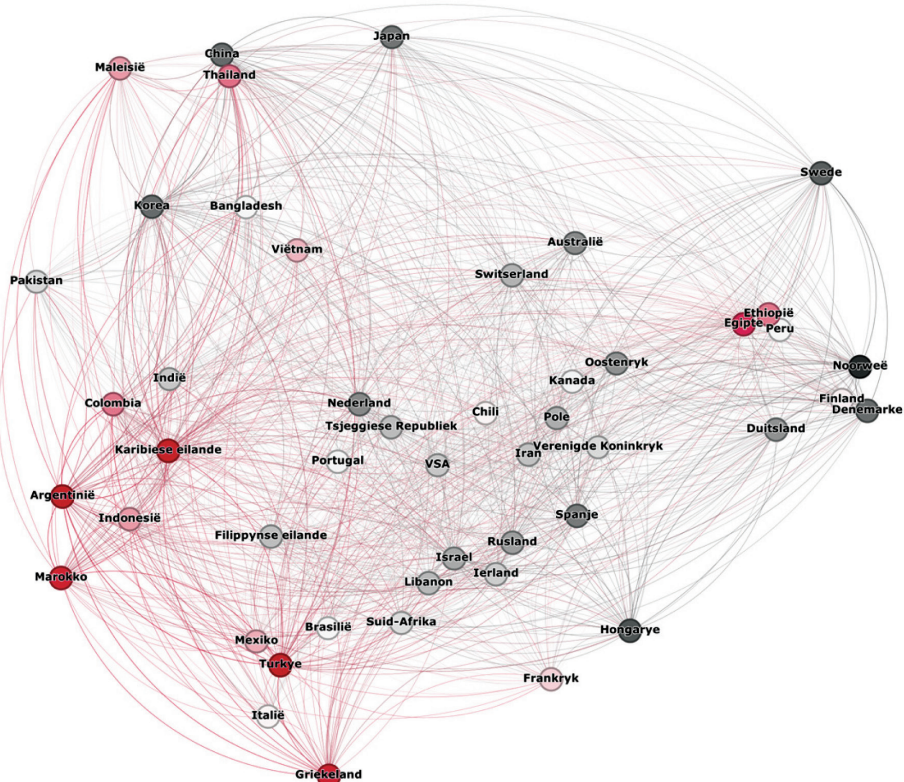 Japan
China
Maleisië
Thailand
Swede
Korea
Bangladesh
Viëtnam
Australië
Switserland
Pakistan
Ethiopië
Egipte
Peru
Oostenryk
Noorweë
Indië
Kanada
Finland
Colombia
Nederland
Chili
Denemarke
Pole
Tsjeggiese Republiek
Duitsland
Karibiese eilande
Verenigde Koninkryk
Iran
Portugal
VSA
Argentinië
Indonesië
Spanje
Filippynse eilande
Rusland
Israel
Ierland
Marokko
Libanon
Suid-Afrika
Brasilië
Hongarye
Mexiko
Turkye
Frankryk
Italië
Griekeland